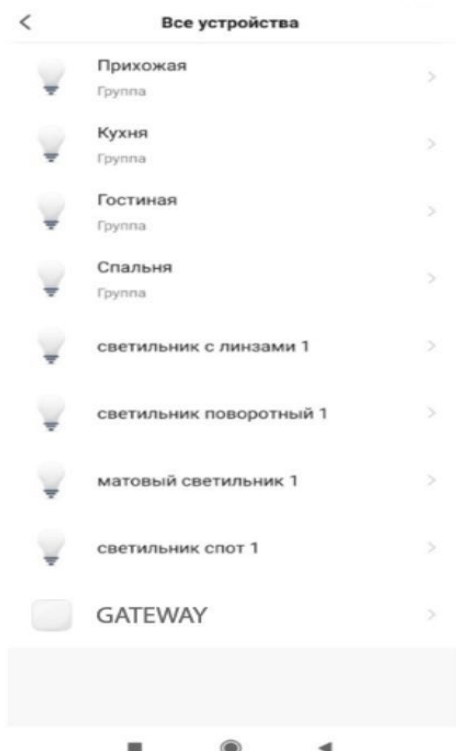 Все устройства
Прихожая
Группа
Кухня
Группа
Гостиная
Группа
Спальня
Группа
светильник с линзами 1
светильник поворотный 1
матовый светильник 1
светильник спот 1
GATEWAY